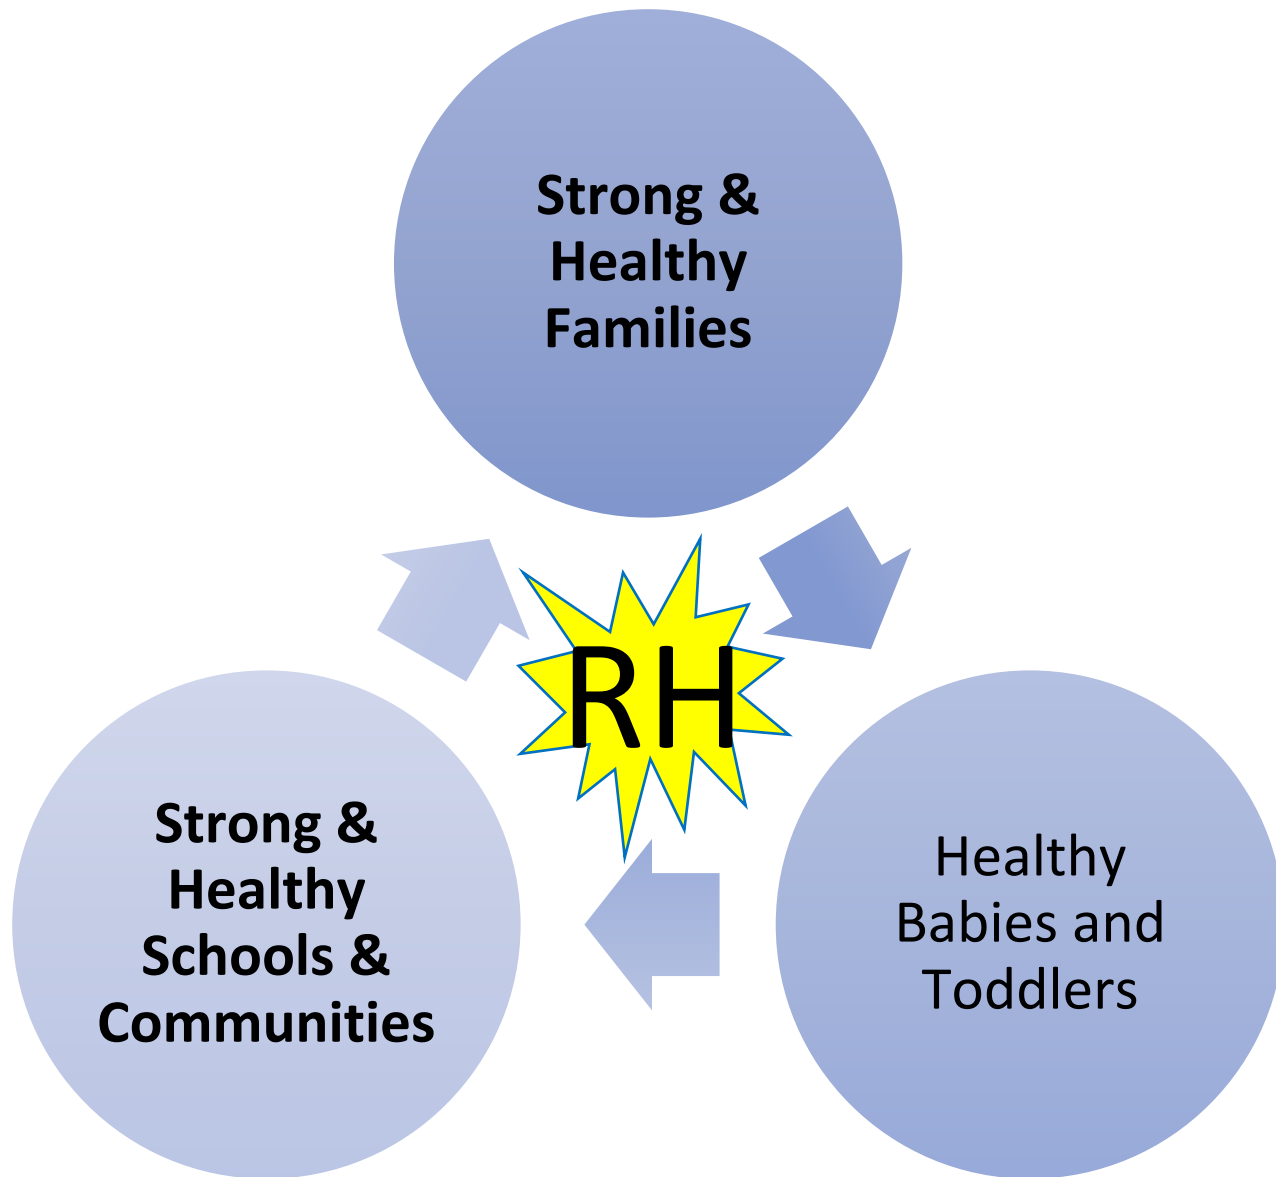 Strong &
Healthy
Families
RH
Strong &
Healthy
Schools &
Communities
Healthy
Babies and
Toddlers